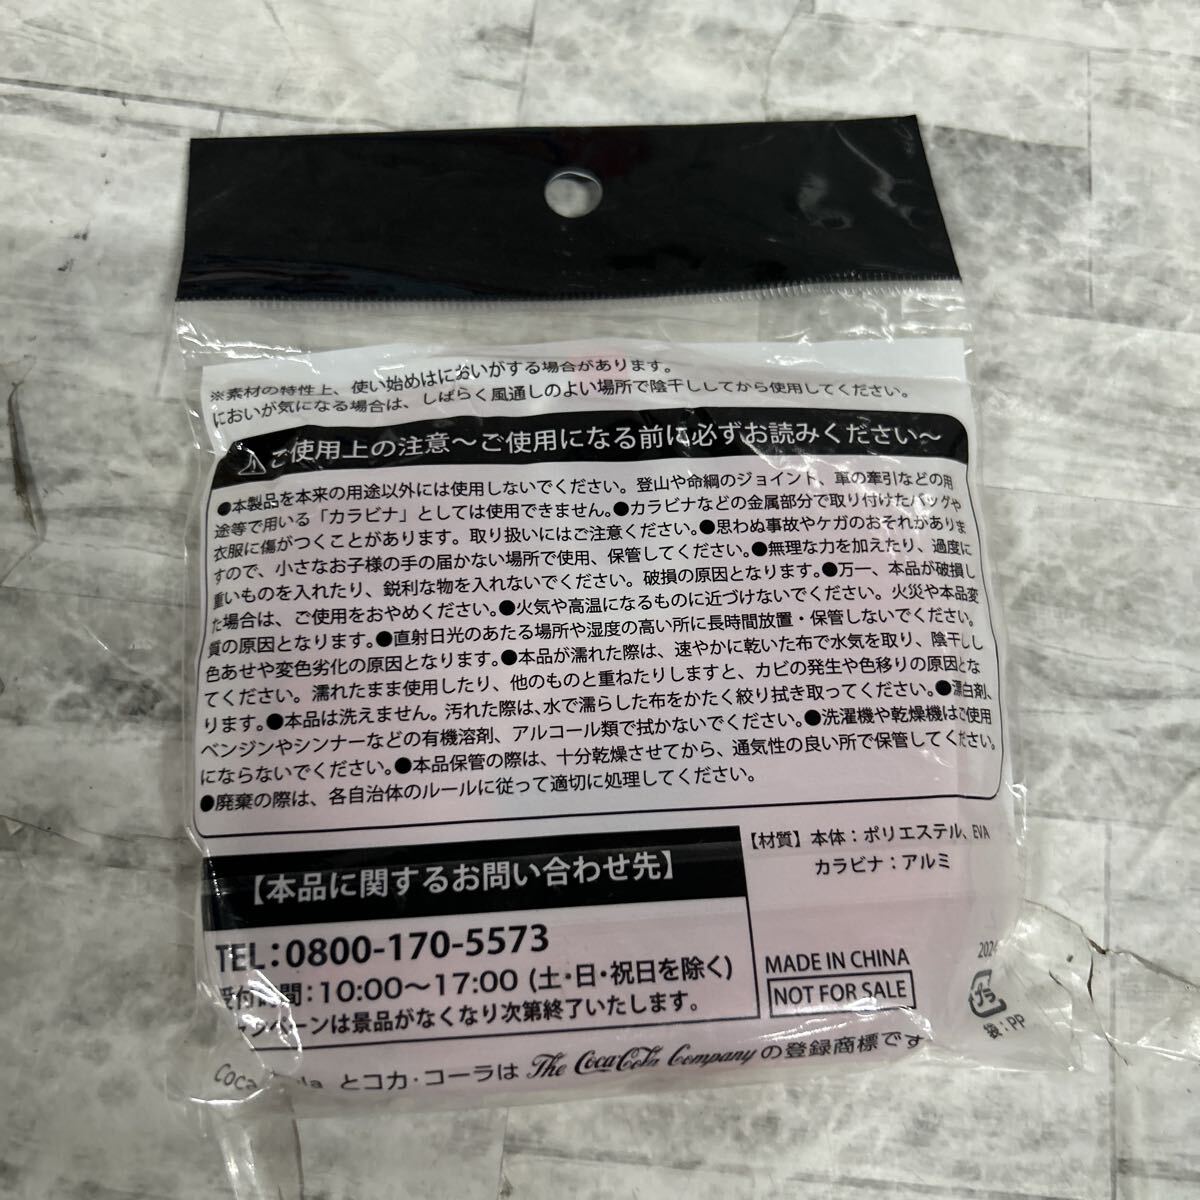 ※素材の特性上、使い始めはにおいがする場合があります。
においが気になる場合は、しばらく風通しのよい場所で陰干ししてから使用してください。
ご使用上の注意〜ご使用になる前に必ずお読みください〜
●本製品を本来の用途以外には使用しないでください。登山や命綱のジョイント、車の牽引などの用
途等で用いる「カラビナ」としては使用できません。●カラビナなどの金属部分で取り付けたバッグや
衣服に傷がつくことがあります。取り扱いにはご注意ください。●思わぬ事故やケガのおそれがありま
すので、小さなお子様の手の届かない場所で使用、保管してください。●無理な力を加えたり、過度に
重いものを入れたり、鋭利な物を入れないでください。破損の原因となります。●万一、本品が破損し
た場合は、ご使用をおやめください。●火気や高温になるものに近づけないでください。火災や本品変
質の原因となります。●直射日光のあたる場所や湿度の高い所に長時間放置・保管しないでください。
色あせや変色劣化の原因となります。●本品が濡れた際は、速やかに乾いた布で水気を取り、陰干しし
てください。濡れたまま使用したり、他のものと重ねたりしますと、カビの発生や色移りの原因とな
ります。●本品は洗えません。汚れた際は、水で濡らした布をかたく絞り拭き取ってください。●漂白剤、
ベンジンやシンナーなどの有機溶剤、アルコール類で拭かないでください。●洗濯機や乾燥機はご使用
にならないでください。●本品保管の際は、十分乾燥させてから、通気性の良い所で保管してください。
●廃棄の際は、各自治体のルールに従って適切に処理してください。
【本品に関するお問い合わせ先】
TEL：0800-170-5573
受付時間：10:00〜17:00 (土・日・祝日を除く)
キャンペーンは景品がなくなり次第終了いたします。
【材質】本体：ポリエステル、EVA
カラビナ：アルミ
MADE IN CHINA
NOT FOR SALE
2024
プラ
袋：PP
Coca-Cola とコカ・コーラは The Coca-Cola Company の登録商標です